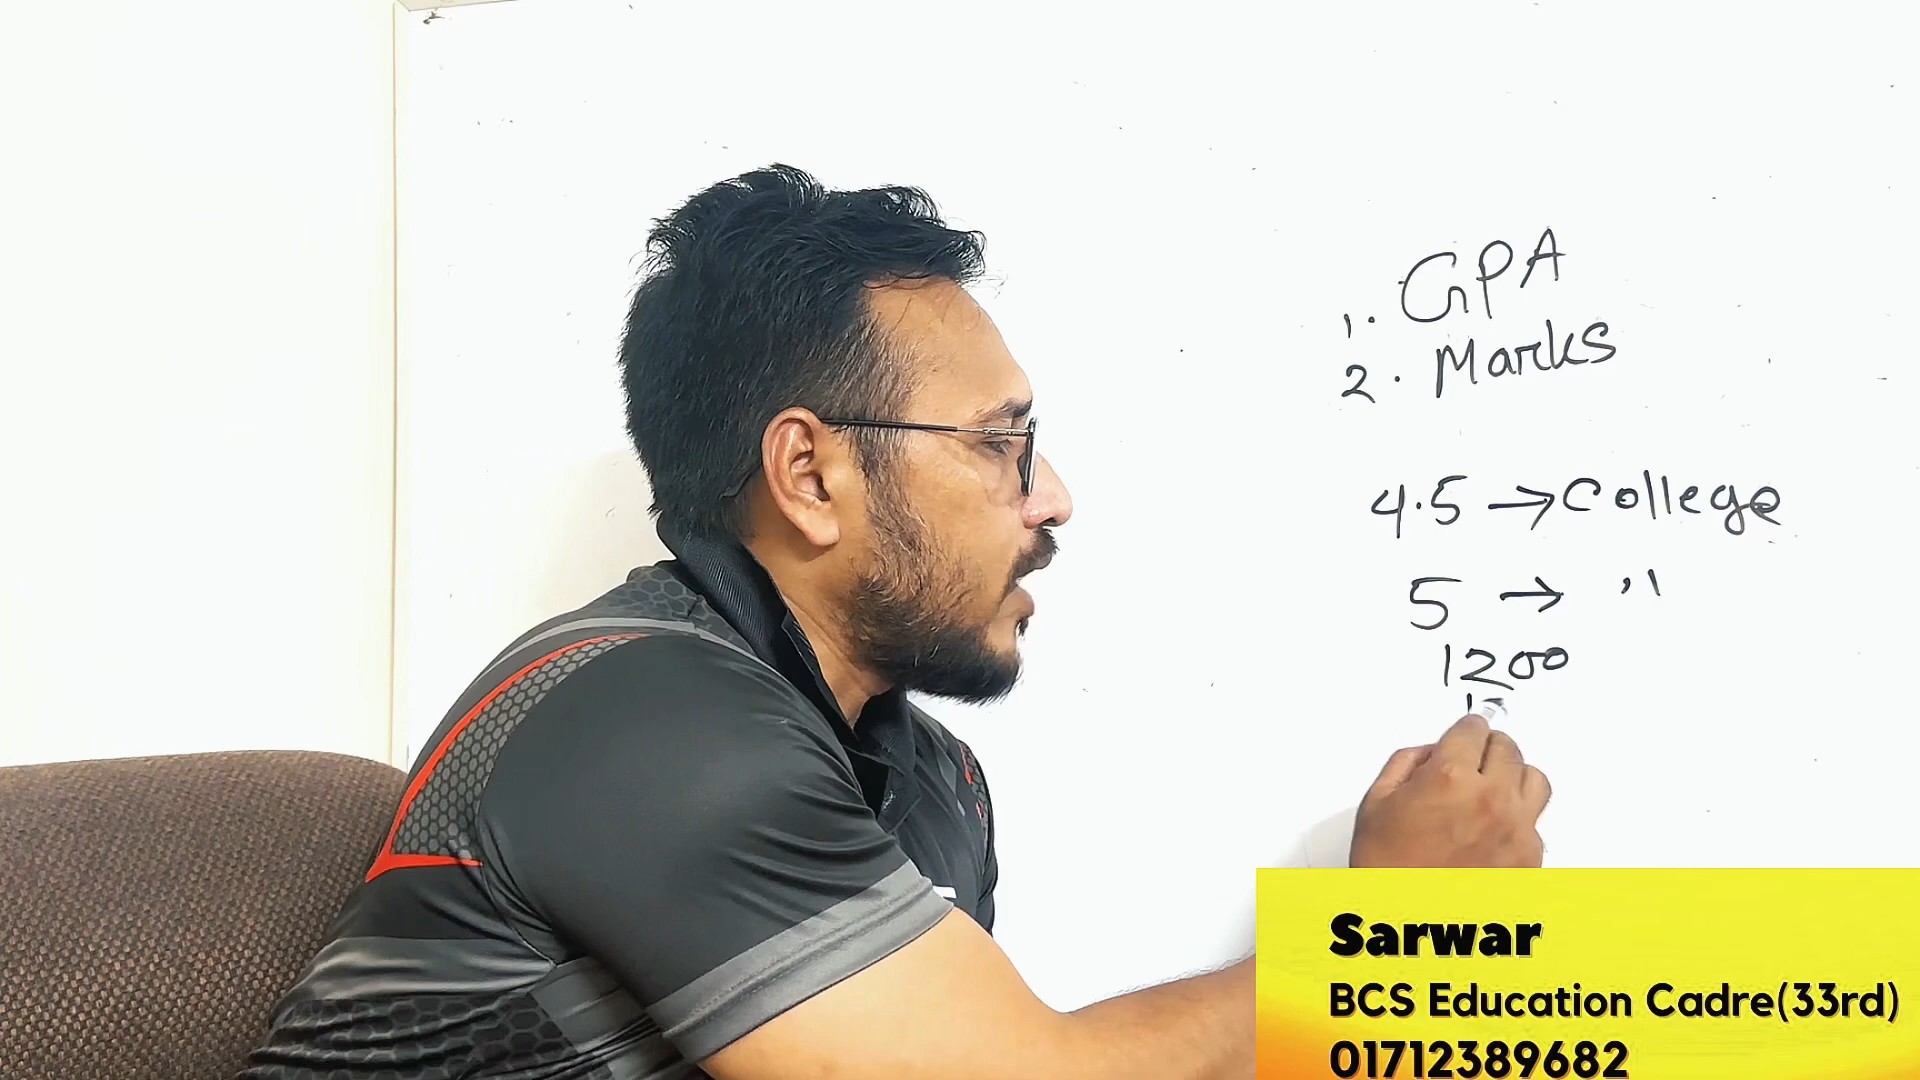 1. GPA
2. Marks
4.5 → College
5 → "
1200
Sarwar
BCS Education Cadre(33rd)
01712389682